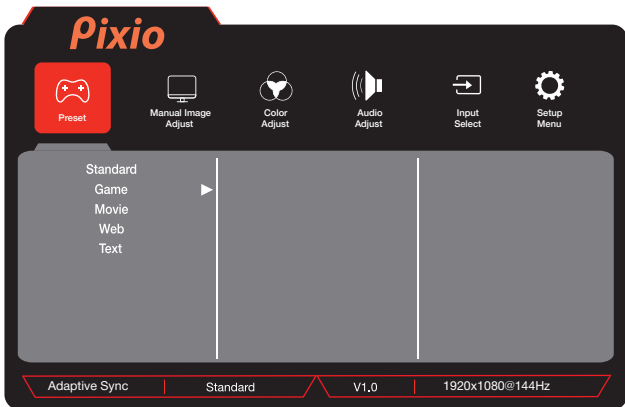 Pixio
Preset
Manual Image
Adjust
Color
Adjust
Audio
Adjust
Input
Select
Setup
Menu
Standard
Game
Movie
Web
Text
Adaptive Sync
Standard
V1.0
1920x1080@144Hz